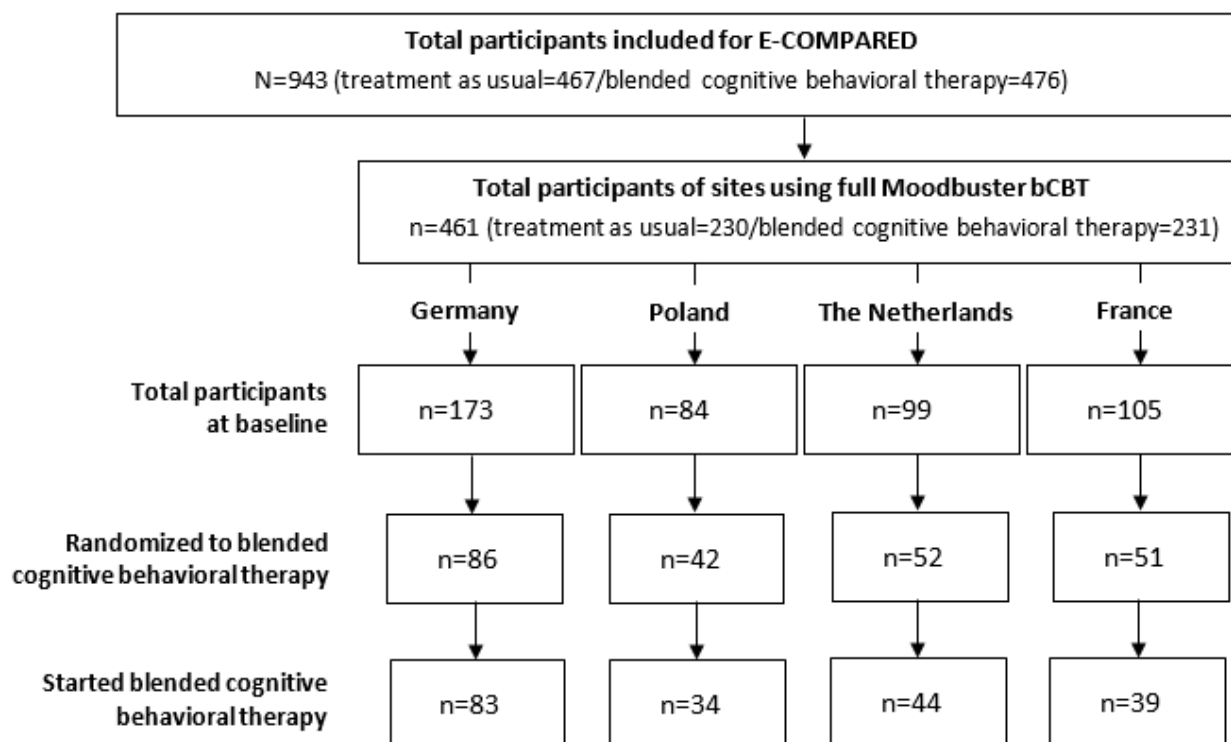 Total participants included for E-COMPARED
N=943 (treatment as usual=467/blended cognitive behavioral therapy=476)
Total participants of sites using full Moodbuster bCBT
n=461 (treatment as usual=230/blended cognitive behavioral therapy=231)
Germany Poland The Netherlands France
Total participants
at baseline
n=173 n=84 n=99 n=105
Randomized to blended
cognitive behavioral therapy
n=86 n=42 n=52 n=51
Started blended cognitive
behavioral therapy
n=83 n=34 n=44 n=39